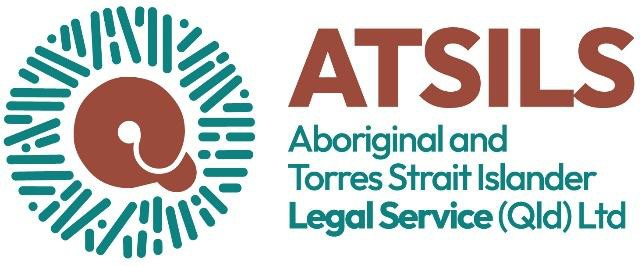 ATSILS
Aboriginal and
Torres Strait Islander
Legal Service (Qld) Ltd